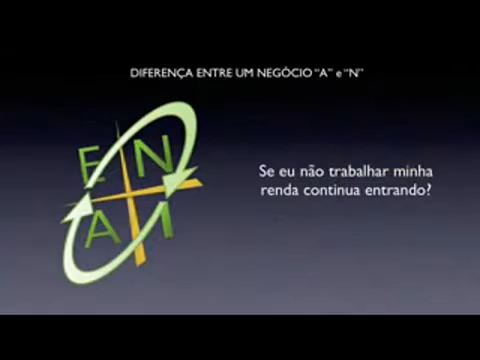 DIFERENÇA ENTRE UM NEGÓCIO "A" e "N"
E N
A I
Se eu não trabalhar minha
renda continua entrando?